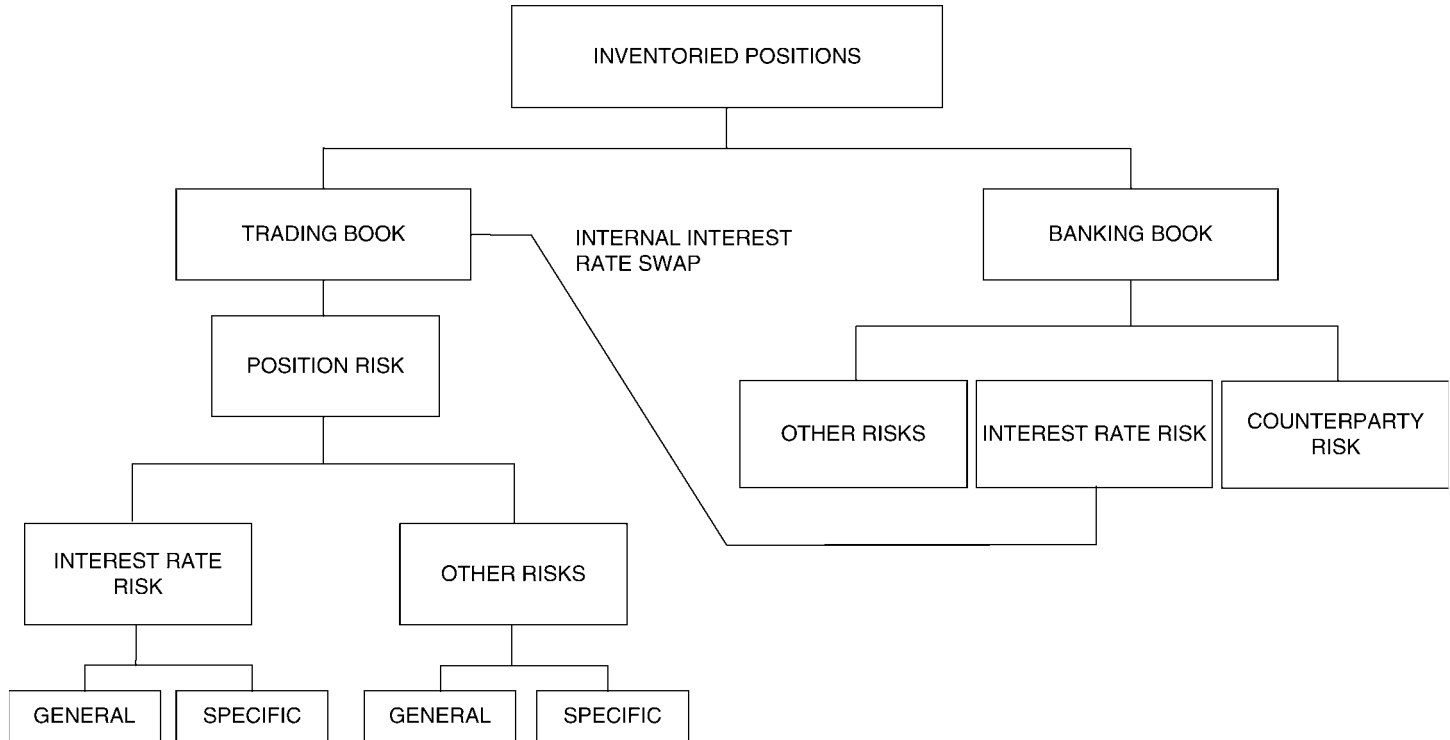 INVENTORIED POSITIONS
TRADING BOOK
INTERNAL INTEREST
RATE SWAP
BANKING BOOK
POSITION RISK
OTHER RISKS
INTEREST RATE RISK
COUNTERPARTY
RISK
INTEREST RATE
RISK
OTHER RISKS
GENERAL
SPECIFIC
GENERAL
SPECIFIC